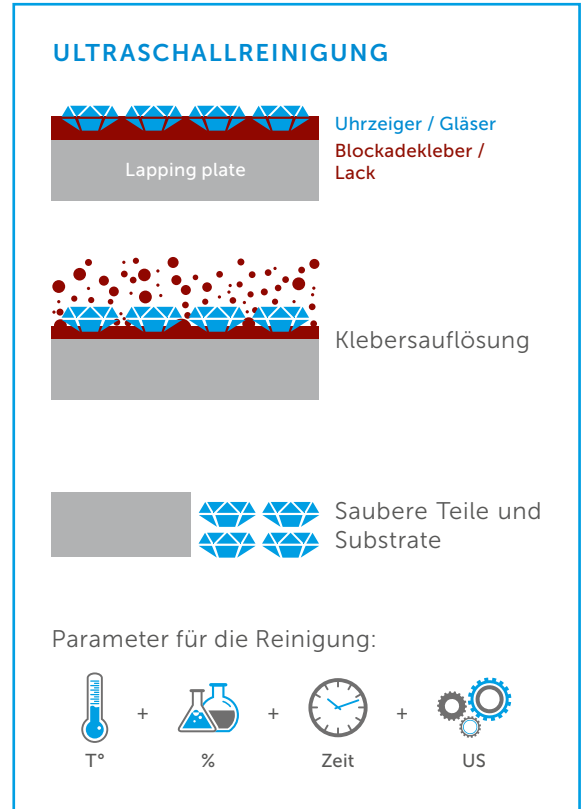 ULTRASCHALLREINIGUNG
Uhrzeiger / Gläser
Blockadekleber /
Lack
Lapping plate
Klebersauflösung
Saubere Teile und
Substrate
Parameter für die Reinigung:
+ + +
T° % Zeit US